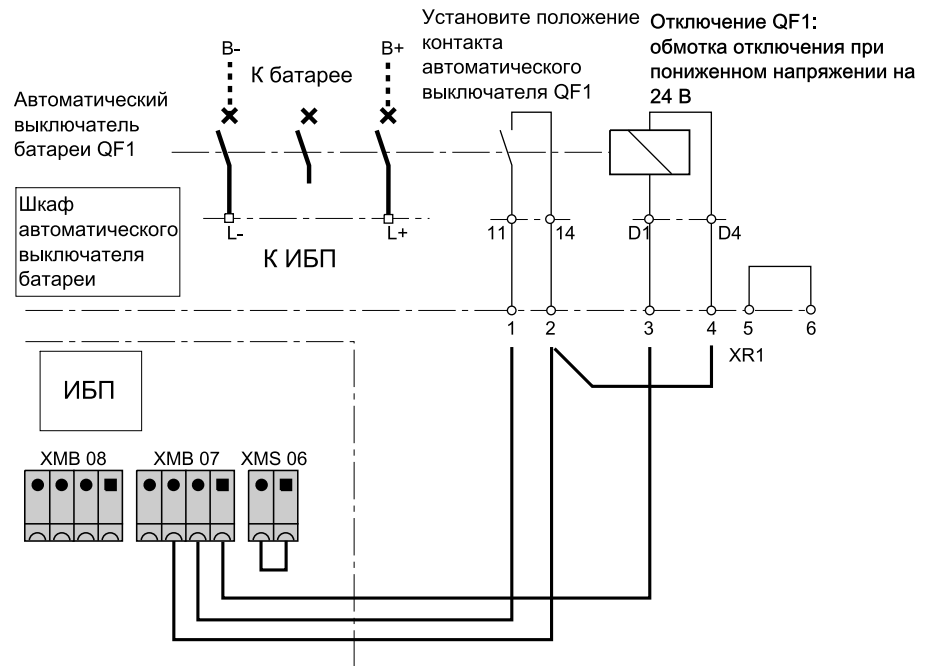 Установите положение
контакта
автоматического
выключателя QF1
Отключение QF1:
обмотка отключения при
пониженном напряжении на
24 В
B-
B+
К батарее
Автоматический
выключатель
батареи QF1
Шкаф
автоматического
выключателя
батареи
L-
L+
К ИБП
11
14
D1
D4
1
2
3
4
5
6
XR1
ИБП
XMB 08
XMB 07
XMS 06